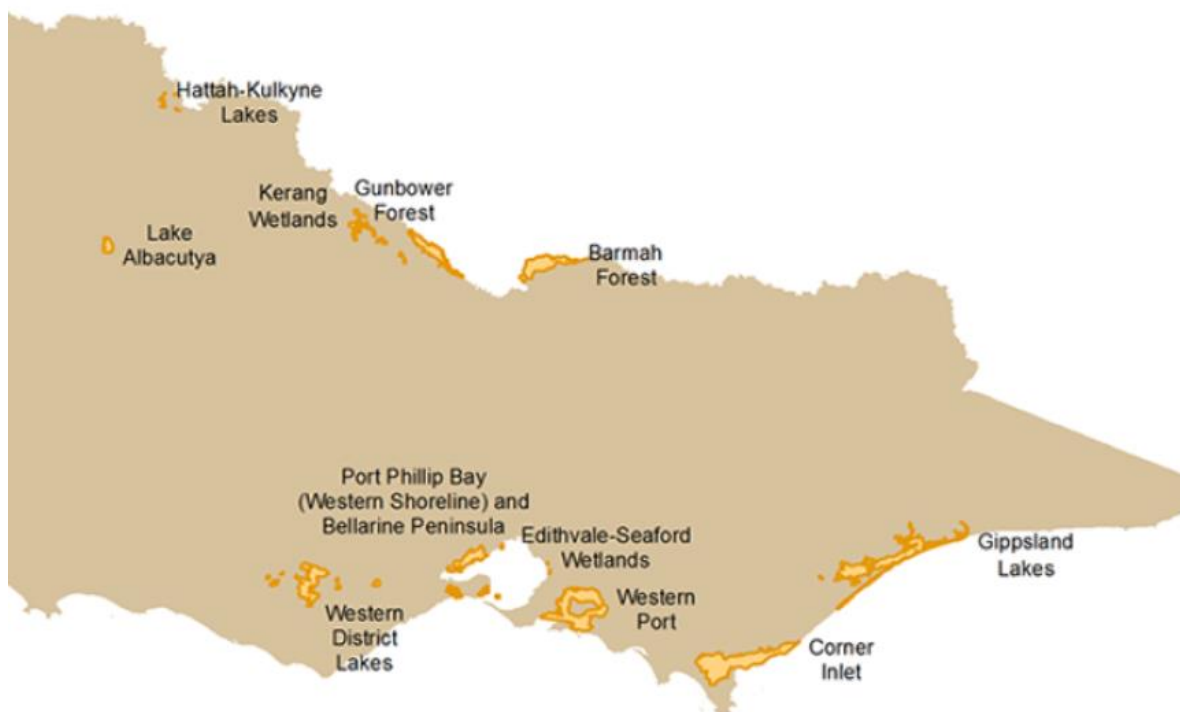 Hattah-Kulkyne
Lakes
Kerang
Wetlands
Gunbower
Forest
Lake
Albacutya
Barmah
Forest
Port Phillip Bay
(Western Shoreline) and
Bellarine Peninsula
Edithvale-Seaford
Wetlands
Gippsland
Lakes
Western
Port
Western
District
Lakes
Corner
Inlet